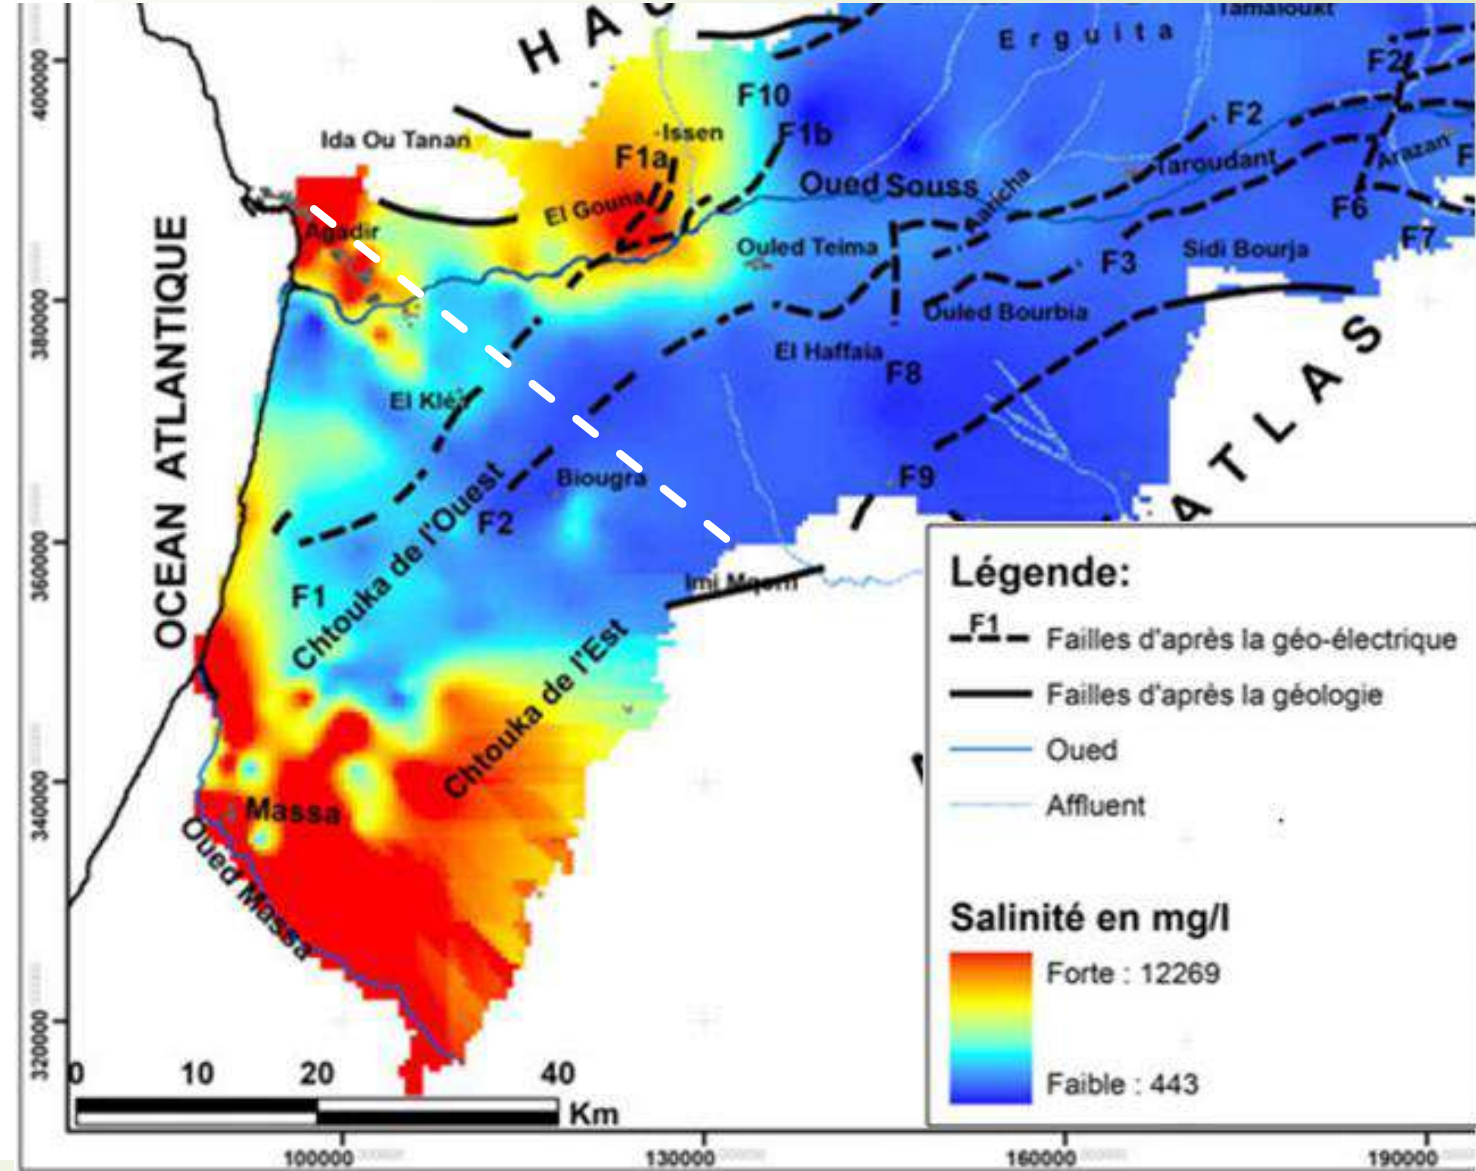 HAU
Tamaloukt
Erguita
F2
400000
F10
F2
Ida Ou Tanan
Issen
F1b
F1a
Taroudant
Arazan
F
Oued Souss
El Gouna
F6
Agadir
Ouled Teima
F3
Sidi Bourja
F7
380000
OCEAN ATLANTIQUE
Ouled Bourbia
El Haffaia
F8
ATLAS
Biougra
F9
F2
360000
Imi Mqorn
F1
Chtouka de l'Ouest
Chtouka de l'Est
340000
Massa
Oued Massa
320000
Légende:
F1
Failles d'après la géo-électrique
Failles d'après la géologie
Oued
Affluent
Salinité en mg/l
Forte : 12269
Faible : 443
0 10 20 40
Km
100000 130000 160000 190000